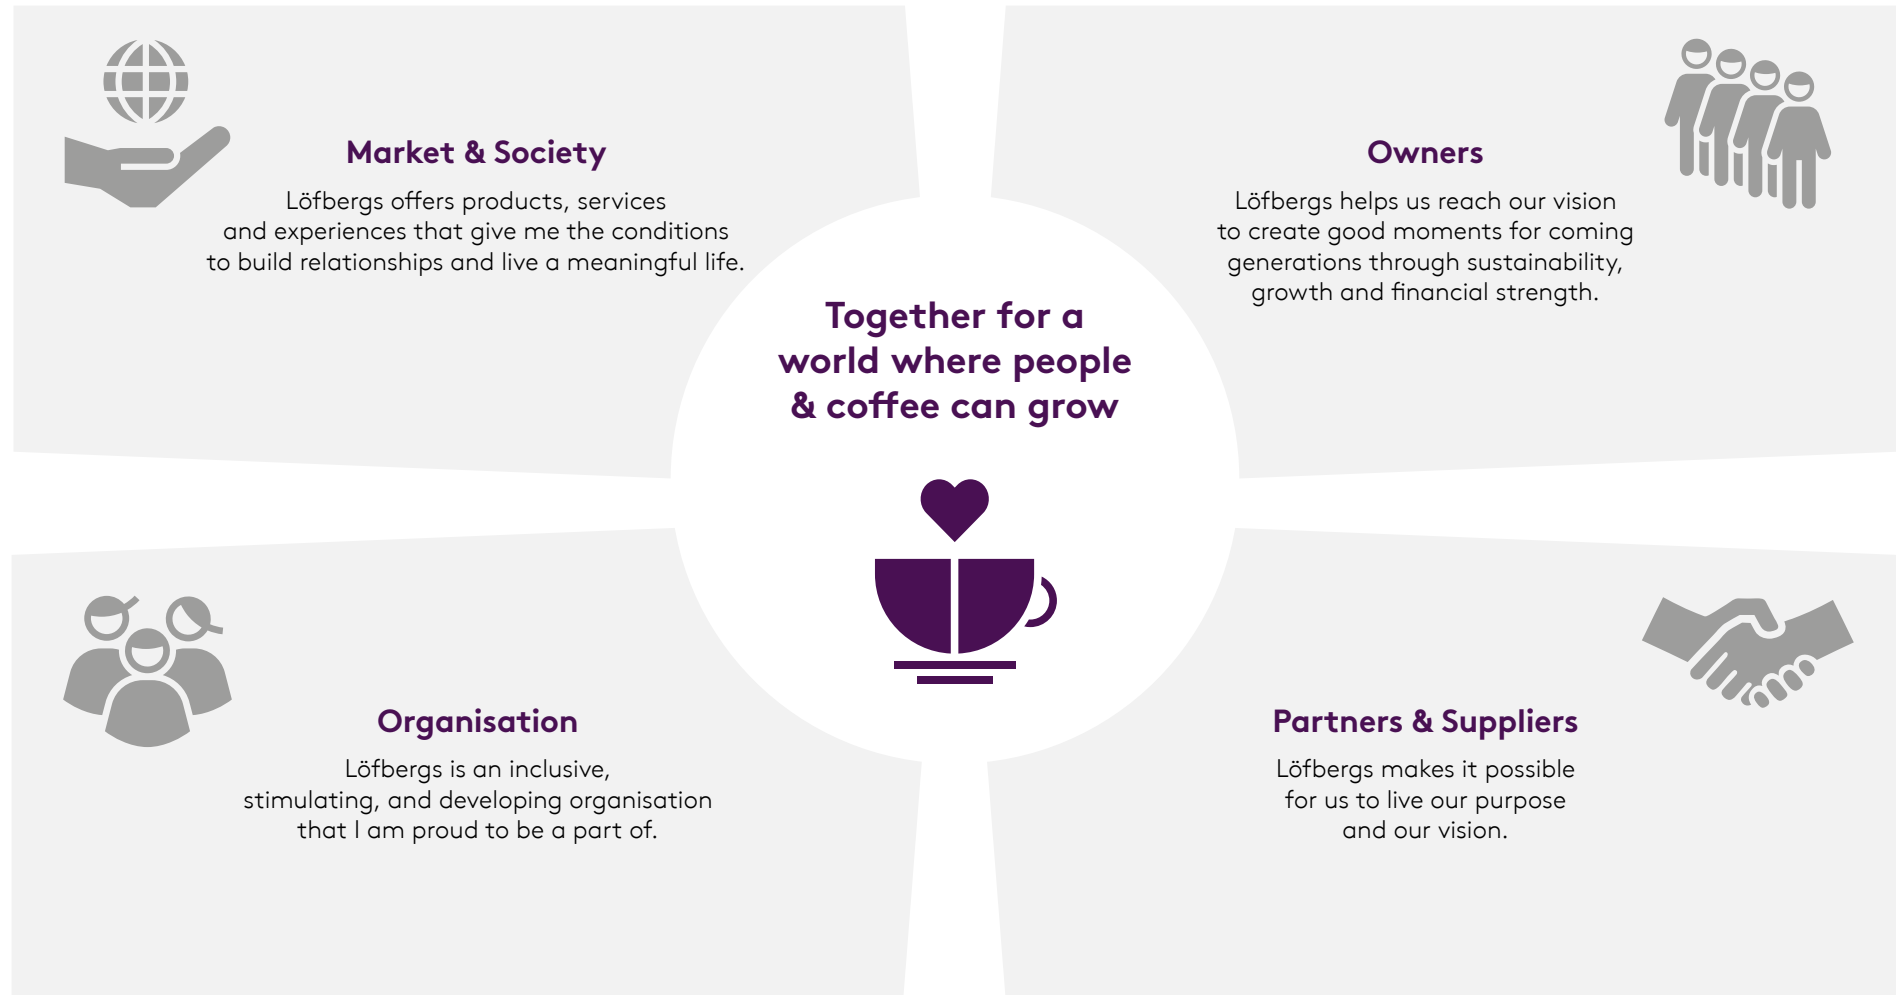 Market & Society
Löfbergs offers products, services
and experiences that give me the conditions
to build relationships and live a meaningful life.
Owners
Löfbergs helps us reach our vision
to create good moments for coming
generations through sustainability,
growth and financial strength.
Together for a
world where people
& coffee can grow
Organisation
Löfbergs is an inclusive,
stimulating, and developing organisation
that I am proud to be a part of.
Partners & Suppliers
Löfbergs makes it possible
for us to live our purpose
and our vision.